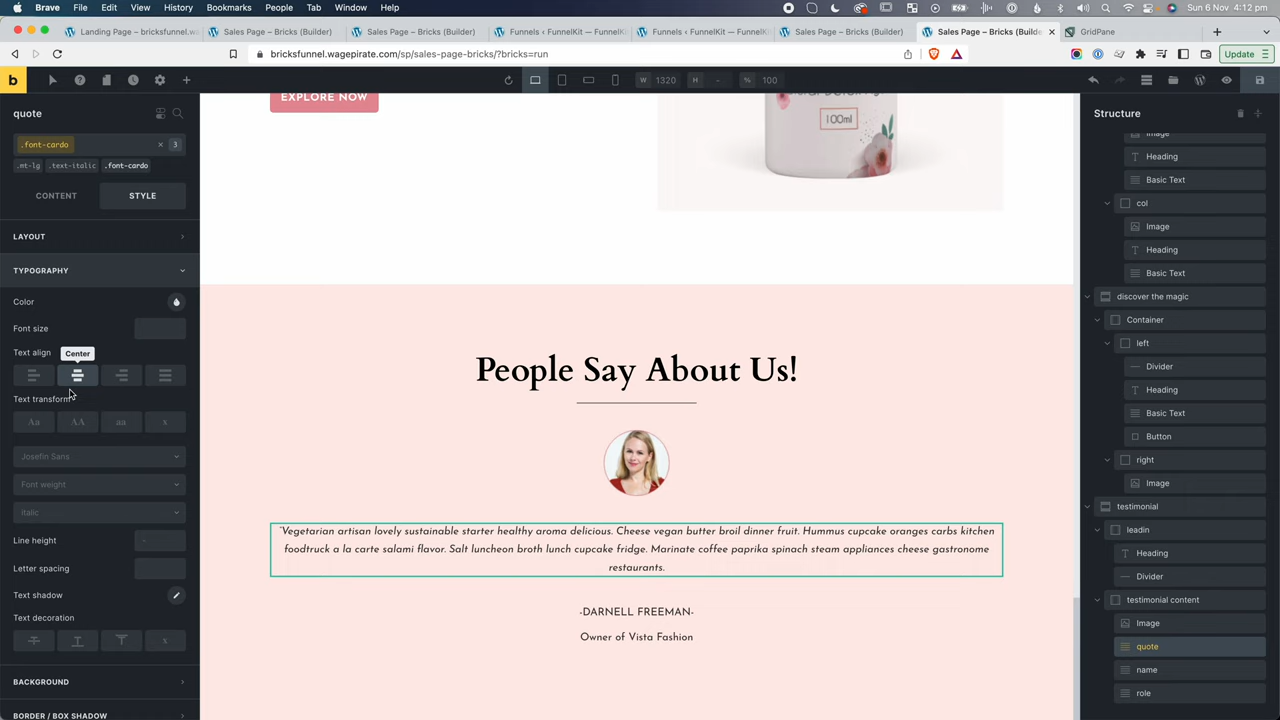 Brave File Edit View History Bookmarks People Tab Window Help Sun 6 Nov 4:12 pm
Landing Page – bricksfunnel.wa Sales Page – Bricks (Builder) Sales Page – Bricks (Builder) Funnels ‹ FunnelKit — FunnelKi Funnels ‹ FunnelKit — FunnelKi Sales Page – Bricks (Builder) Sales Page – Bricks (Builde GridPane
bricksfunnel.wagepirate.com/sp/sales-page-bricks/?bricks=run Update
b W 1320 H - % 100
quote
.font-cardo × 3
.mt-lg .text-italic .font-cardo
CONTENT STYLE
LAYOUT
TYPOGRAPHY
Color
Font size
Text align Center
Text transform
Aa AA aa x
Josefin Sans
Font weight
Italic
Line height -
Letter spacing
Text shadow
Text decoration
x
BACKGROUND
BORDER / BOX SHADOW
EXPLORE NOW
100ml
People Say About Us!
"Vegetarian artisan lovely sustainable starter healthy aroma delicious. Cheese vegan butter broil dinner fruit. Hummus cupcake oranges carbs kitchen
foodtruck a la carte salami flavor. Salt luncheon broth lunch cupcake fridge. Marinate coffee paprika spinach steam appliances cheese gastronome
restaurants.
-DARNELL FREEMAN-
Owner of Vista Fashion
Structure
Image
Heading
Basic Text
col
Image
Heading
Basic Text
discover the magic
Container
left
Divider
Heading
Basic Text
Button
right
Image
testimonial
leadin
Heading
Divider
testimonial content
Image
quote
name
role